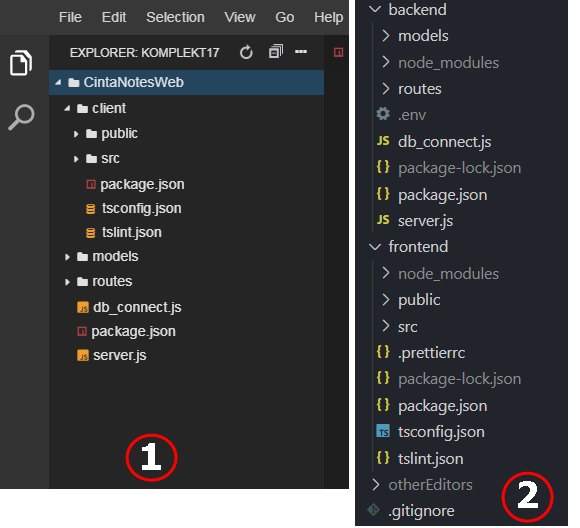 File Edit Selection View Go Help
EXPLORER: KOMPLEKT17
CintaNotesWeb
client
public
src
package.json
tsconfig.json
tslint.json
models
routes
db_connect.js
package.json
server.js
1
backend
models
node_modules
routes
.env
JS db_connect.js
{ } package-lock.json
{ } package.json
JS server.js
frontend
node_modules
public
src
{ } .prettierrc
{ } package-lock.json
{ } package.json
TS tsconfig.json
{ } tslint.json
otherEditors
.gitignore
2